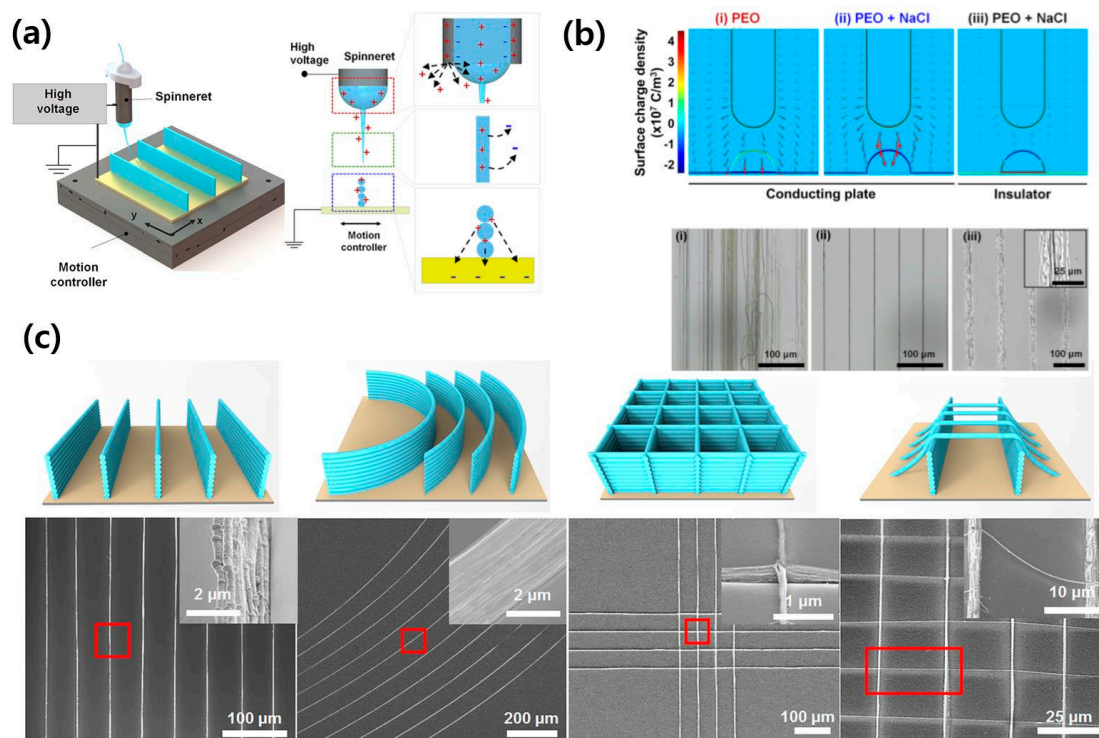 (a)
High
voltage
Spinneret
y
x
Motion
controller
High
voltage
Spinneret
Motion
controller
(b)
(i) PEO
(ii) PEO + NaCl
(iii) PEO + NaCl
Surface charge density
(x10⁷ C/m³)
4
3
2
1
0
-1
-2
Conducting plate
Insulator
(i)
(ii)
(iii)
25 µm
100 µm
100 µm
100 µm
(c)
2 µm
100 µm
2 µm
200 µm
1 µm
100 µm
10 µm
25 µm